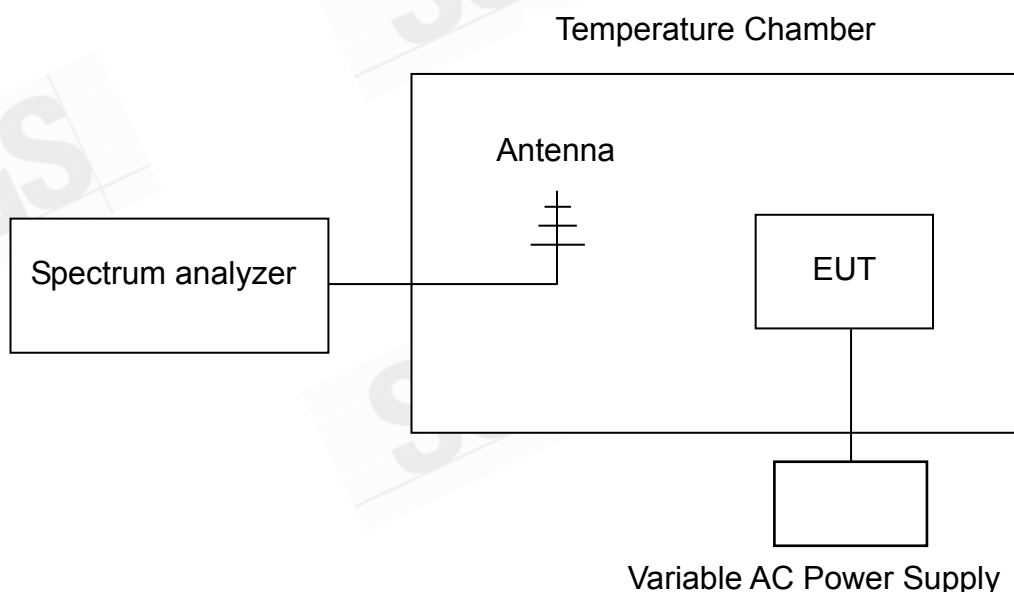 Temperature Chamber
Antenna
Spectrum analyzer
EUT
Variable AC Power Supply